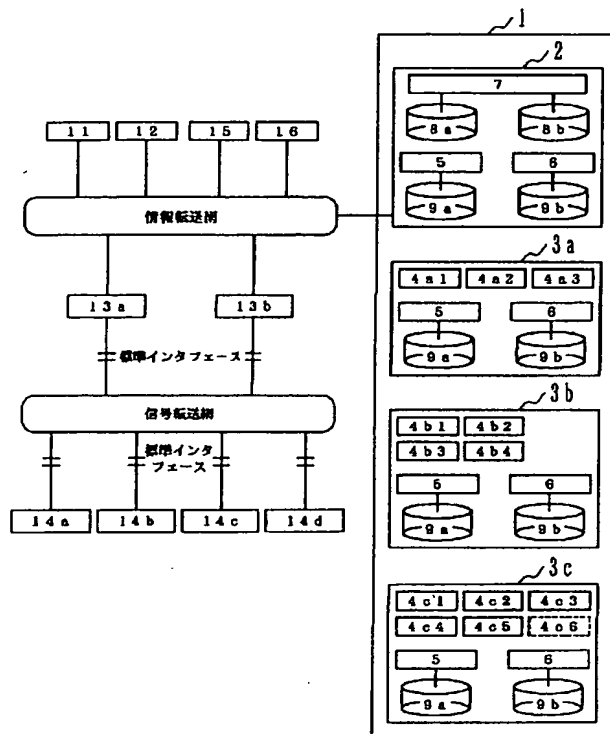 1
2
7
8a 8b
5 6
9a 9b
11 12 15 16
情報転送網
13a 13b
標準インタフェース
信号転送網
標準インタ
フェース
14a 14b 14c 14d
3a
4a1 4a2 4a3
5 6
9a 9b
3b
4b1 4b2
4b3 4b4
5 6
9a 9b
3c
4c1 4c2 4c3
4c4 4c5 4c6
5 6
9a 9b